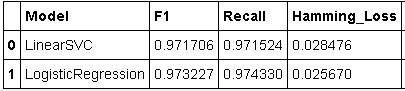 Model F1 Recall Hamming_Loss
0 LinearSVC 0.971706 0.971524 0.028476
1 LogisticRegression 0.973227 0.974330 0.025670